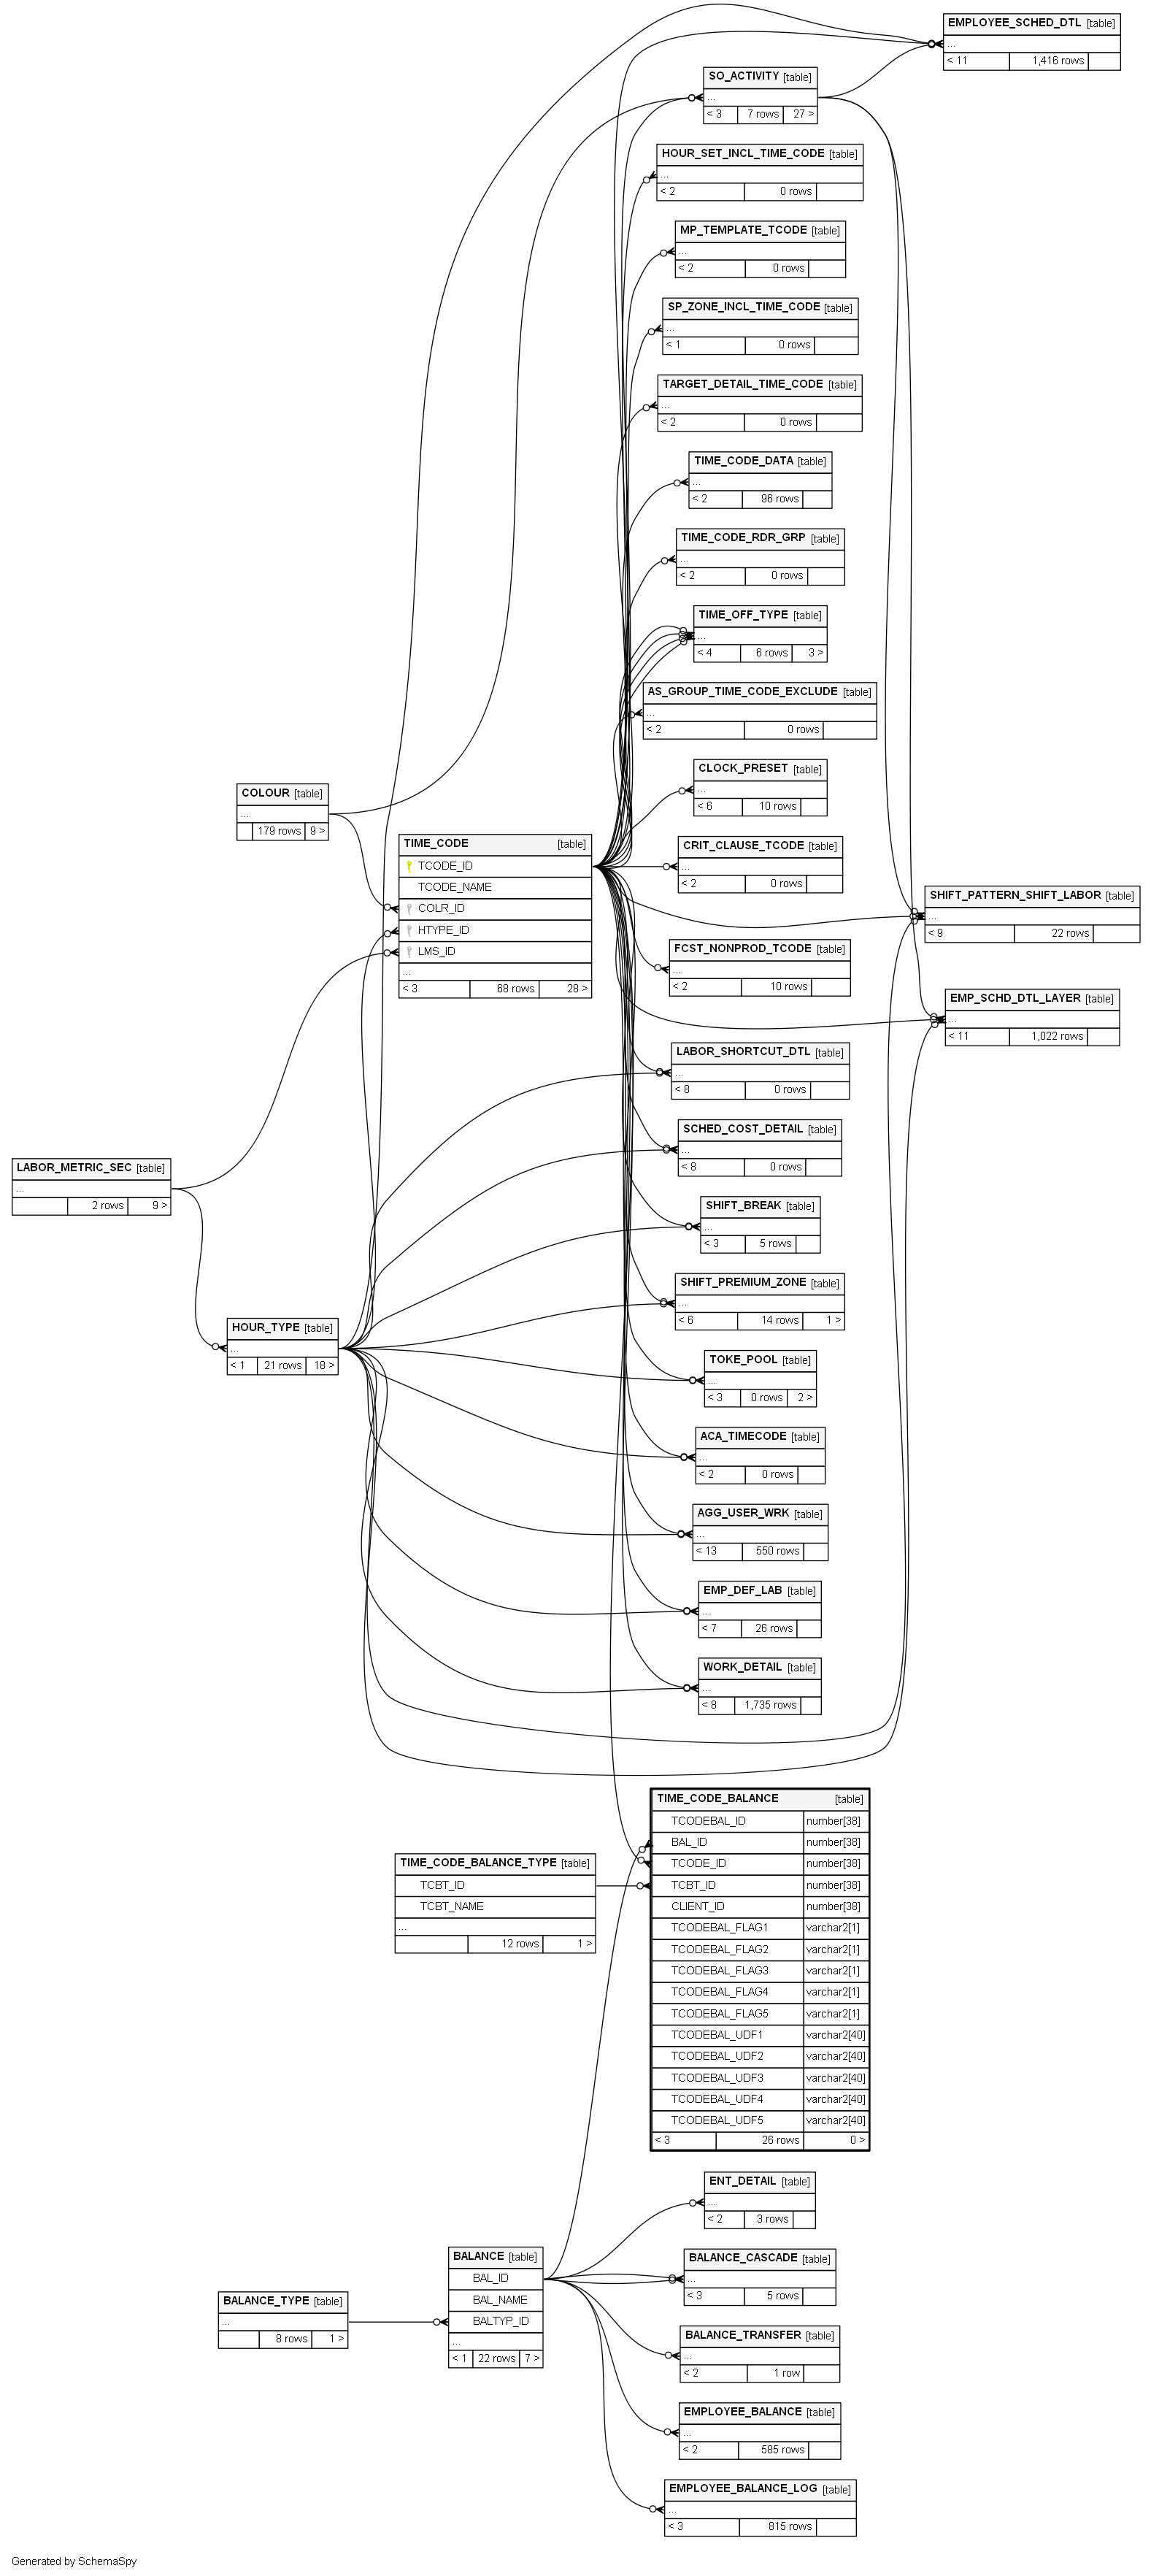 EMPLOYEE_SCHED_DTL [table]
...
< 11 1,416 rows
SO_ACTIVITY [table]
...
< 3 7 rows 27 >
HOUR_SET_INCL_TIME_CODE [table]
...
< 2 0 rows
MP_TEMPLATE_TCODE [table]
...
< 2 0 rows
SP_ZONE_INCL_TIME_CODE [table]
...
< 1 0 rows
TARGET_DETAIL_TIME_CODE [table]
...
< 2 0 rows
TIME_CODE_DATA [table]
...
< 2 96 rows
TIME_CODE_RDR_GRP [table]
...
< 2 0 rows
TIME_OFF_TYPE [table]
...
< 4 6 rows 3 >
AS_GROUP_TIME_CODE_EXCLUDE [table]
...
< 2 0 rows
CLOCK_PRESET [table]
...
< 6 10 rows
COLOUR [table]
...
179 rows 9 >
TIME_CODE [table]
TCODE_ID
TCODE_NAME
COLR_ID
HTYPE_ID
LMS_ID
...
< 3 68 rows 28 >
CRIT_CLAUSE_TCODE [table]
...
< 2 0 rows
SHIFT_PATTERN_SHIFT_LABOR [table]
...
< 9 22 rows
FCST_NONPROD_TCODE [table]
...
< 2 10 rows
EMP_SCHD_DTL_LAYER [table]
...
< 11 1,022 rows
LABOR_SHORTCUT_DTL [table]
...
< 8 0 rows
SCHED_COST_DETAIL [table]
...
< 8 0 rows
LABOR_METRIC_SEC [table]
...
2 rows 9 >
SHIFT_BREAK [table]
...
< 3 5 rows
SHIFT_PREMIUM_ZONE [table]
...
< 6 14 rows 1 >
HOUR_TYPE [table]
...
< 1 21 rows 18 >
TOKE_POOL [table]
...
< 3 0 rows 2 >
ACA_TIMECODE [table]
...
< 2 0 rows
AGG_USER_WRK [table]
...
< 13 550 rows
EMP_DEF_LAB [table]
...
< 7 26 rows
WORK_DETAIL [table]
...
< 8 1,735 rows
TIME_CODE_BALANCE [table]
TCODEBAL_ID number[38]
BAL_ID number[38]
TCODE_ID number[38]
TCBT_ID number[38]
CLIENT_ID number[38]
TCODEBAL_FLAG1 varchar2[1]
TCODEBAL_FLAG2 varchar2[1]
TCODEBAL_FLAG3 varchar2[1]
TCODEBAL_FLAG4 varchar2[1]
TCODEBAL_FLAG5 varchar2[1]
TCODEBAL_UDF1 varchar2[40]
TCODEBAL_UDF2 varchar2[40]
TCODEBAL_UDF3 varchar2[40]
TCODEBAL_UDF4 varchar2[40]
TCODEBAL_UDF5 varchar2[40]
< 3 26 rows 0 >
TIME_CODE_BALANCE_TYPE [table]
TCBT_ID
TCBT_NAME
...
12 rows 1 >
ENT_DETAIL [table]
...
< 2 3 rows
BALANCE [table]
BAL_ID
BAL_NAME
BALTYP_ID
...
< 1 22 rows 7 >
BALANCE_CASCADE [table]
...
< 3 5 rows
BALANCE_TYPE [table]
...
8 rows 1 >
BALANCE_TRANSFER [table]
...
< 2 1 row
EMPLOYEE_BALANCE [table]
...
< 2 585 rows
EMPLOYEE_BALANCE_LOG [table]
...
< 3 815 rows
Generated by SchemaSpy